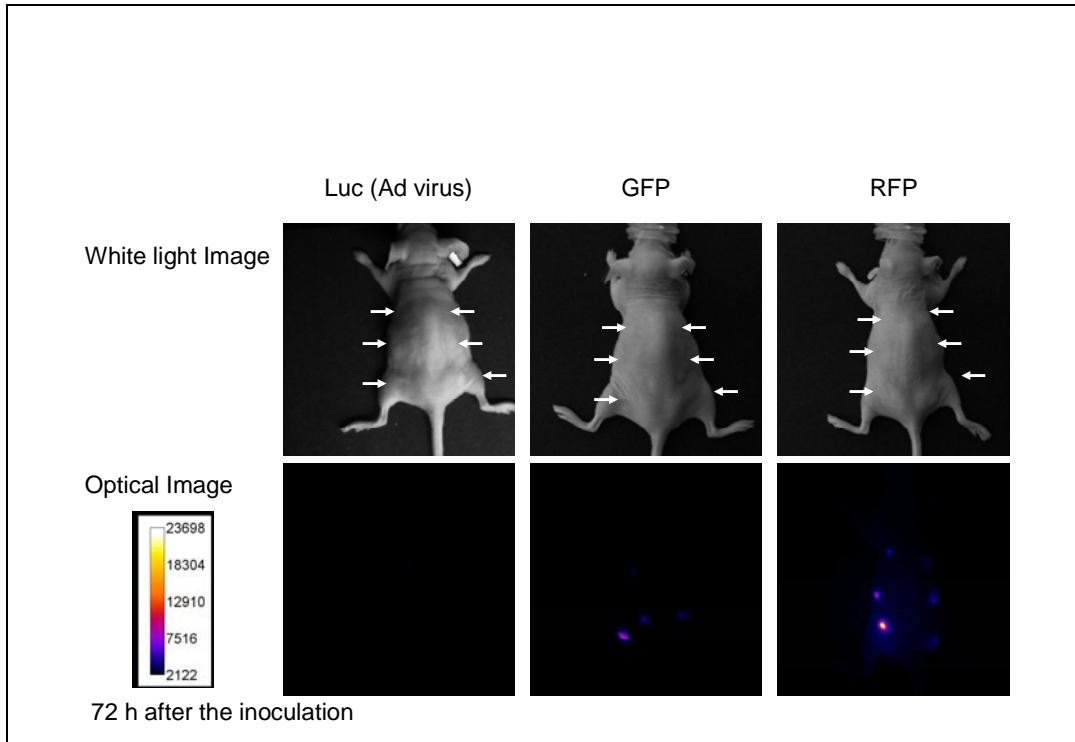 Luc (Ad virus)
GFP
RFP
White light Image
Optical Image
23698
18304
12910
7516
2122
72 h after the inoculation